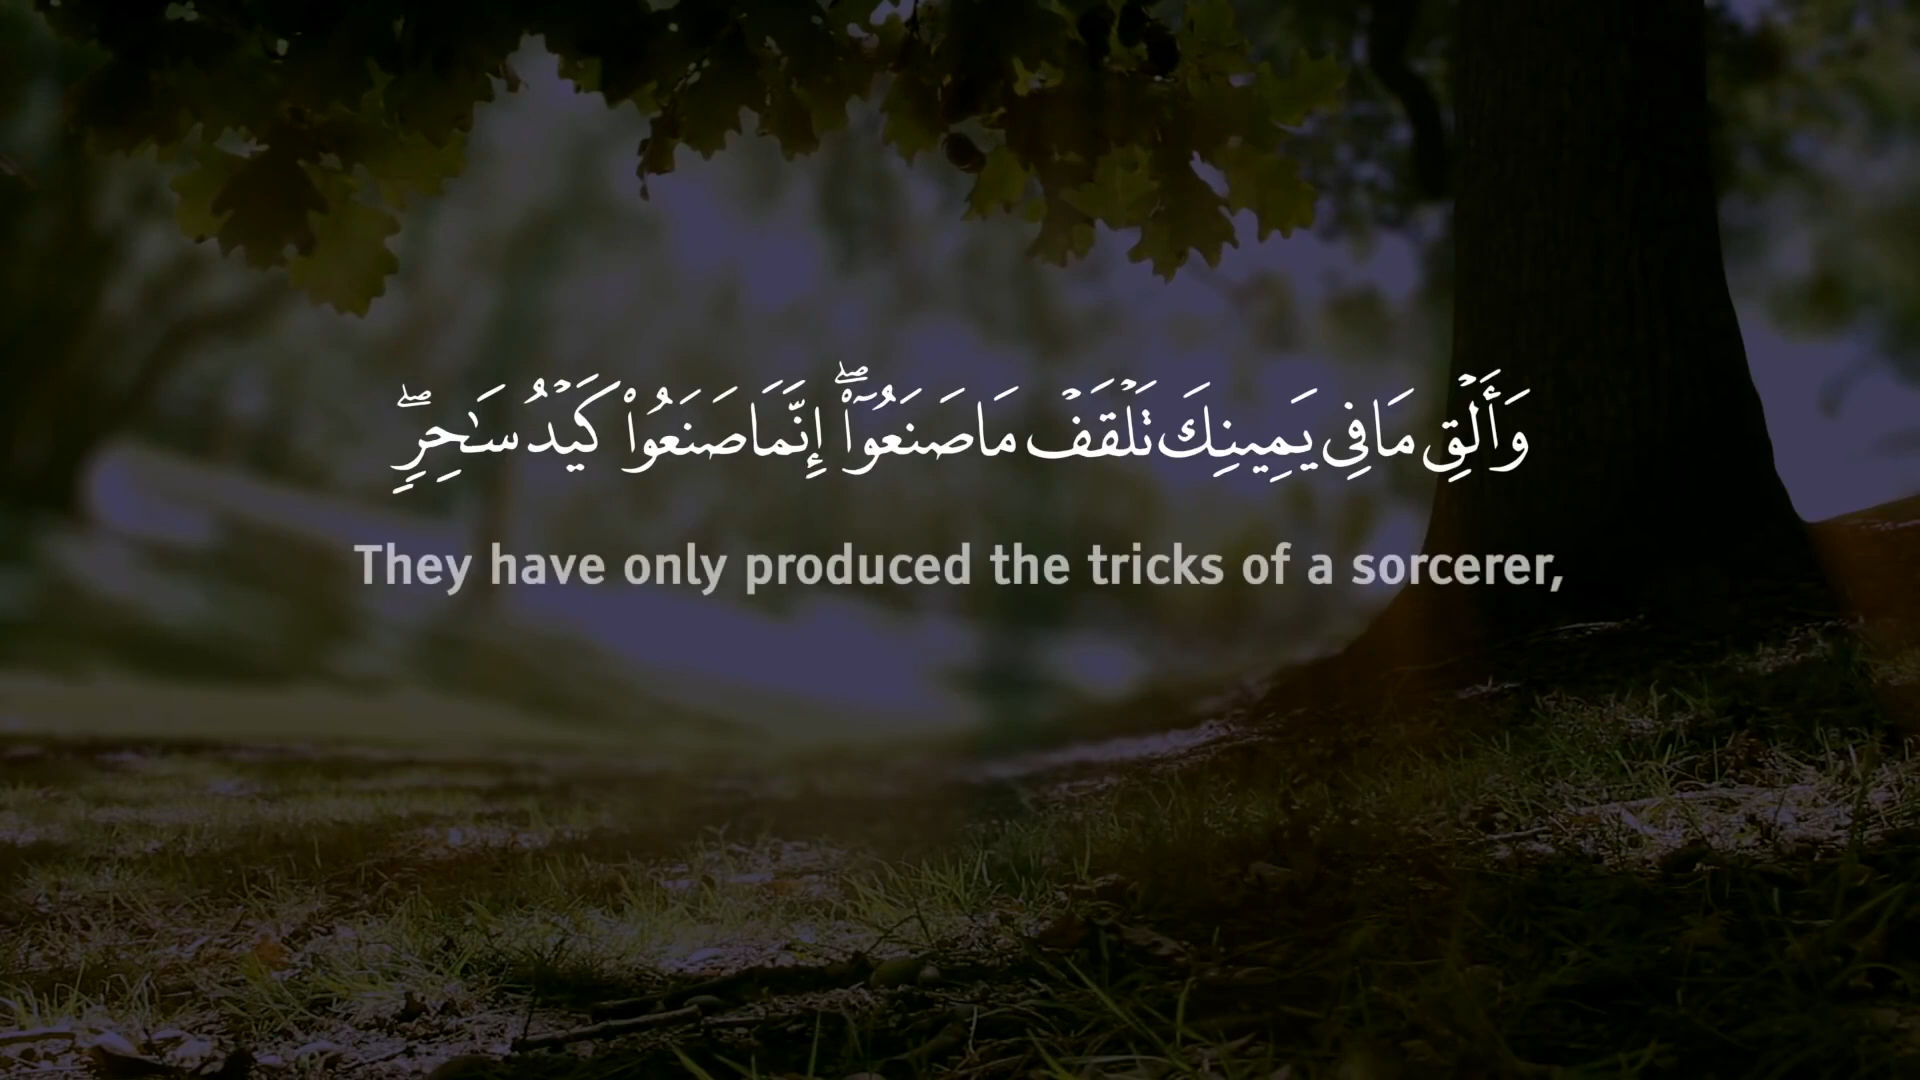 وَأَلۡقِ مَا فِي يَمِينِكَ تَلۡقَفۡ مَا صَنَعُوٓاْۖ إِنَّمَا صَنَعُواْ كَيۡدُ سَٰحِرٖۖ
They have only produced the tricks of a sorcerer,